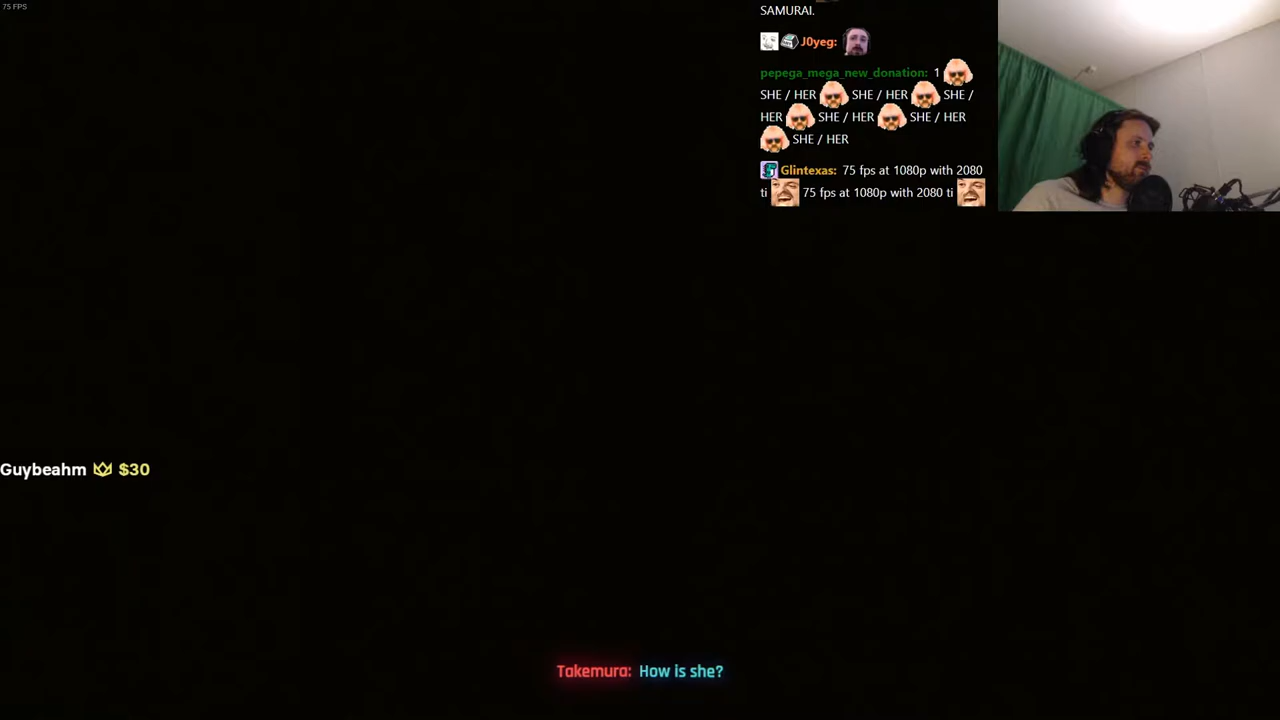 75 FPS
SAMURAI.
J0yeg:
pepega_mega_new_donation: 1
SHE / HER SHE / HER SHE /
HER SHE / HER SHE / HER
SHE / HER
Glintexas: 75 fps at 1080p with 2080
ti 75 fps at 1080p with 2080 ti
Guybeahm $30
Takemura: How is she?